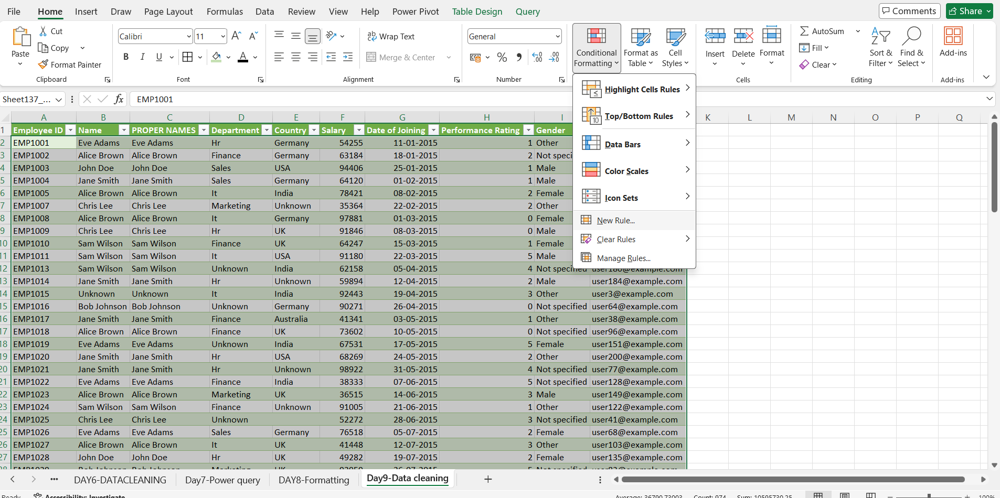 File Home Insert Draw Page Layout Formulas Data Review View Help Power Pivot Table Design Query Comments Share
Paste
Cut
Copy
Format Painter
Clipboard
Calibri 11
B I U A
Font
Wrap Text
Merge & Center
Alignment
General
% .00
Number
Conditional Formatting
Format as Table
Cell Styles
Insert Delete Format
Cells
AutoSum
Fill
Clear
Sort & Filter
Find & Select
Editing
Add-ins
Add-ins
Sheet137_... fx EMP1001
Highlight Cells Rules
Top/Bottom Rules
Data Bars
Color Scales
Icon Sets
New Rule...
Clear Rules
Manage Rules...
A B C D E F G H I K L M N O P Q
1 Employee ID Name PROPER NAMES Department Country Salary Date of Joining Performance Rating Gender
2 EMP1001 Eve Adams Eve Adams Hr Germany 54255 11-01-2015 1 Other
3 EMP1002 Alice Brown Alice Brown Finance Germany 63184 18-01-2015 2 Not speci
4 EMP1003 John Doe John Doe Sales USA 94406 25-01-2015 1 Male
5 EMP1004 Jane Smith Jane Smith Sales Germany 64120 01-02-2015 1 Male
6 EMP1005 Alice Brown Alice Brown It India 78421 08-02-2015 2 Female
7 EMP1007 Chris Lee Chris Lee Marketing Unknown 35364 22-02-2015 2 Other
8 EMP1008 Alice Brown Alice Brown It Germany 97881 01-03-2015 0 Female
9 EMP1009 Chris Lee Chris Lee Hr UK 91846 08-03-2015 0 Male
10 EMP1010 Sam Wilson Sam Wilson Finance UK 64247 15-03-2015 1 Female
11 EMP1011 Sam Wilson Sam Wilson It USA 91180 22-03-2015 5 Male
12 EMP1013 Sam Wilson Sam Wilson Unknown India 62158 05-04-2015 4 Not specified user180@example.com
13 EMP1014 Jane Smith Jane Smith Hr Unknown 59894 12-04-2015 2 Male user184@example.com
14 EMP1015 Unknown Unknown It India 92443 19-04-2015 3 Other user3@example.com
15 EMP1016 Bob Johnson Bob Johnson Unknown Germany 90271 26-04-2015 0 Not specified user64@example.com
16 EMP1017 Jane Smith Jane Smith Finance Australia 41341 03-05-2015 1 Other user38@example.com
17 EMP1018 Alice Brown Alice Brown Finance UK 73602 10-05-2015 0 Not specified user96@example.com
18 EMP1019 Eve Adams Eve Adams Unknown India 67531 17-05-2015 5 Female user151@example.com
19 EMP1020 Jane Smith Jane Smith Hr USA 68269 24-05-2015 2 Other user200@example.com
20 EMP1021 Jane Smith Jane Smith Hr Unknown 98922 31-05-2015 4 Not specified user77@example.com
21 EMP1022 Eve Adams Eve Adams Finance India 38333 07-06-2015 5 Not specified user128@example.com
22 EMP1023 Alice Brown Alice Brown Marketing UK 36515 14-06-2015 3 Male user149@example.com
23 EMP1024 Sam Wilson Sam Wilson Finance Unknown 91005 21-06-2015 1 Other user122@example.com
24 EMP1025 Chris Lee Chris Lee Unknown 52272 28-06-2015 3 Not specified user41@example.com
25 EMP1026 Eve Adams Eve Adams Sales Germany 76518 05-07-2015 2 Female user68@example.com
26 EMP1027 Alice Brown Alice Brown It UK 41448 12-07-2015 3 Other user103@example.com
27 EMP1028 John Doe John Doe Hr UK 49282 19-07-2015 2 Female user135@example.com
DAY6-DATACLEANING Day7-Power query DAY8-Formatting Day9-Data cleaning
Ready Accessibility: Investigate Average: 36790.73003 Count: 974 Sum: 10595730.25 100%